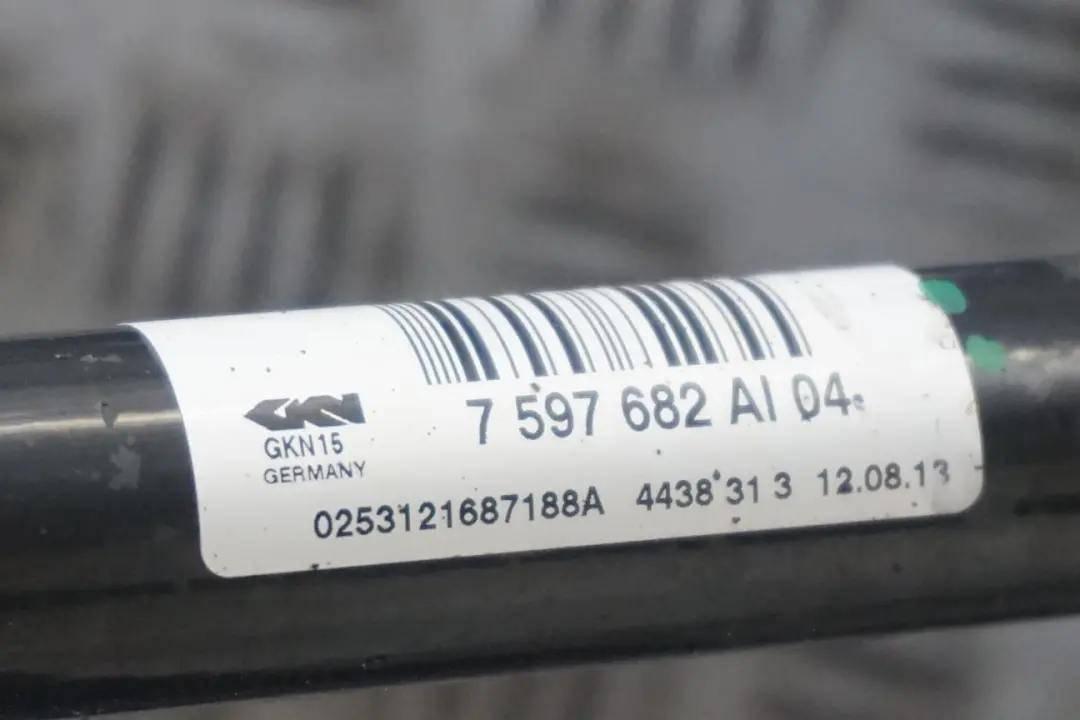 7 597 682 AI 04
GKN
GKN15
GERMANY
0253121687188A 4438 31 3 12.08.13